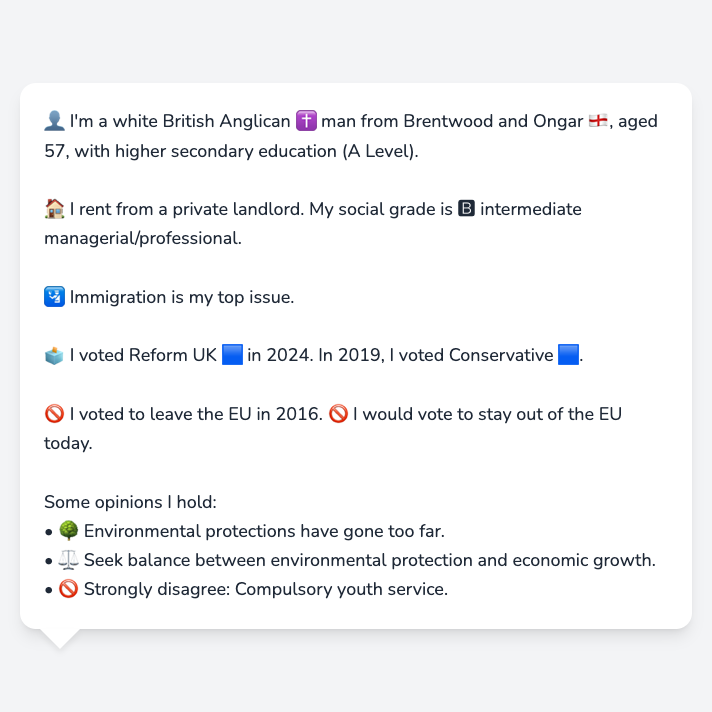 👤 I'm a white British Anglican ✝️ man from Brentwood and Ongar 🏴󠁧󠁢󠁥󠁮󠁧󠁿, aged
57, with higher secondary education (A Level).
🏠 I rent from a private landlord. My social grade is 🅱 intermediate
managerial/professional.
🛂 Immigration is my top issue.
🗳️ I voted Reform UK 🟦 in 2024. In 2019, I voted Conservative 🟦.
🚫 I voted to leave the EU in 2016. 🚫 I would vote to stay out of the EU
today.
Some opinions I hold:
• 🌳 Environmental protections have gone too far.
• ⚖️ Seek balance between environmental protection and economic growth.
• 🚫 Strongly disagree: Compulsory youth service.